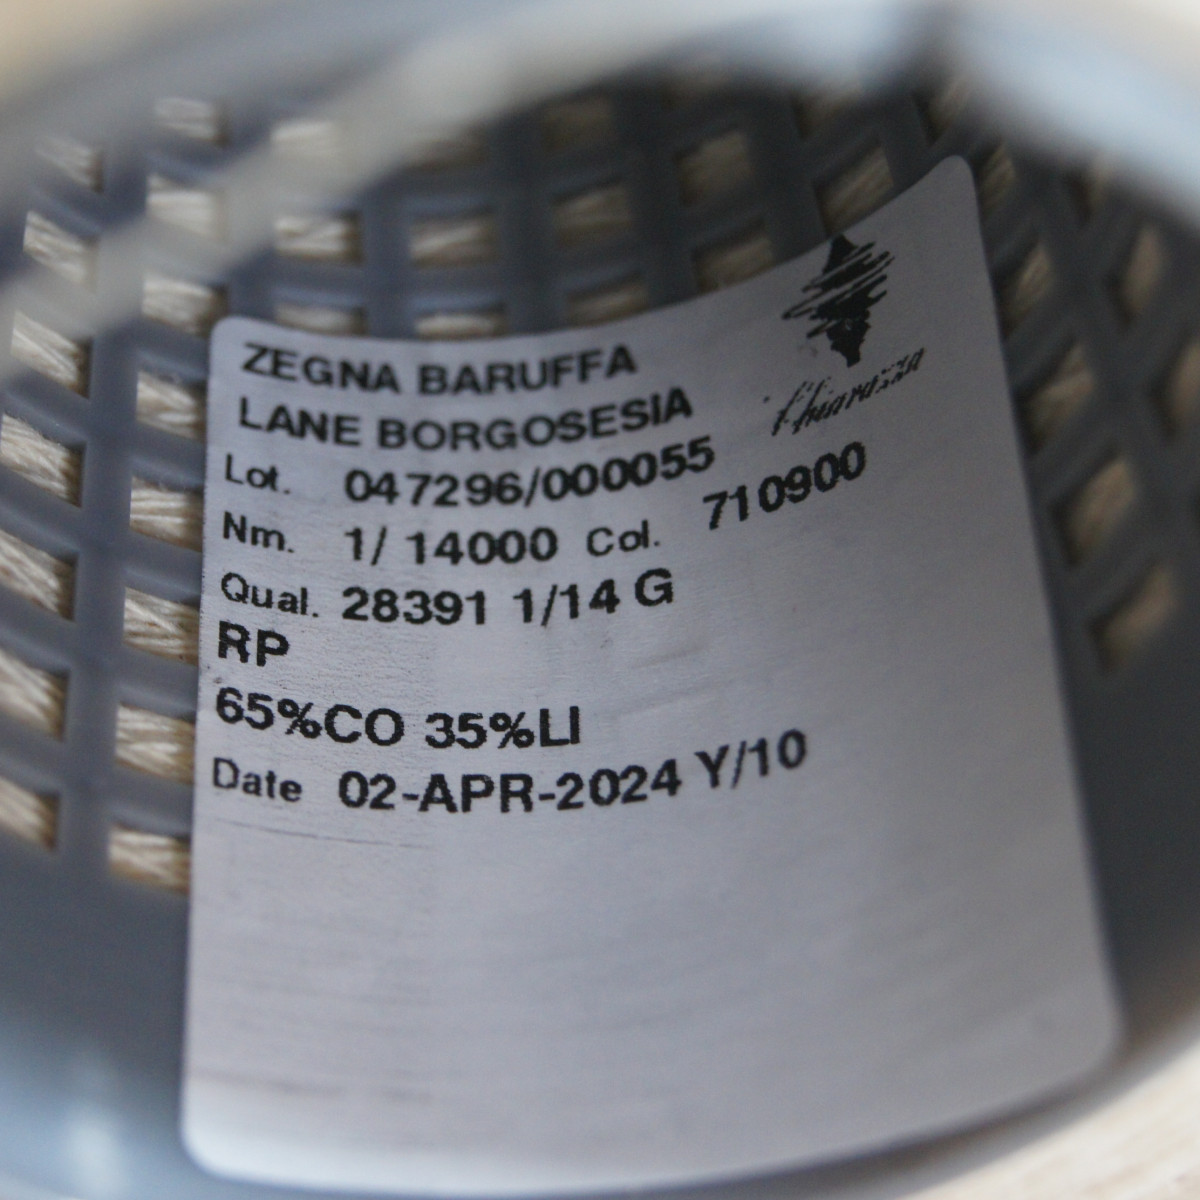 ZEGNA BARUFFA
LANE BORGOSESIA
Chiavazza
Lot. 047296/000055
Nm. 1/ 14000 Col. 710900
Qual. 28391 1/14 G
RP
65%CO 35%LI
Date 02-APR-2024 Y/10